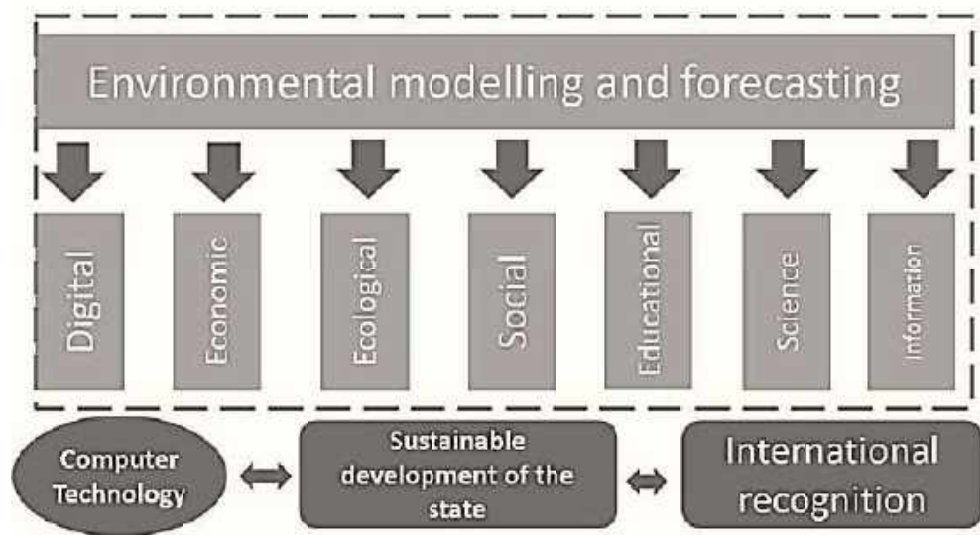 Environmental modelling and forecasting
Digital
Economic
Ecological
Social
Educational
Science
Information
Computer
Technology
Sustainable
development of the
state
International
recognition